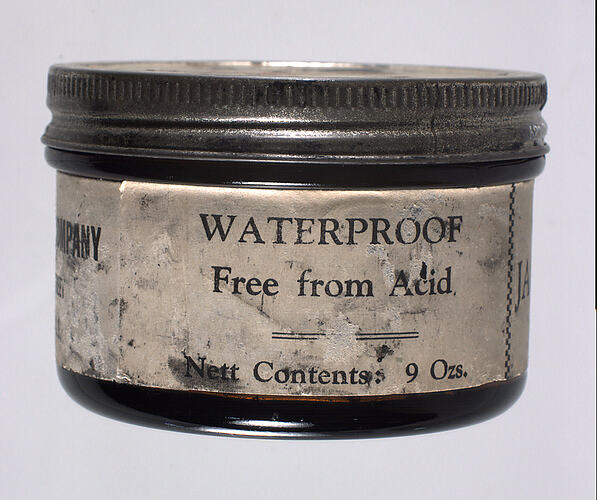 WATERPROOF
Free from Acid
Nett Contents: 9 Ozs.